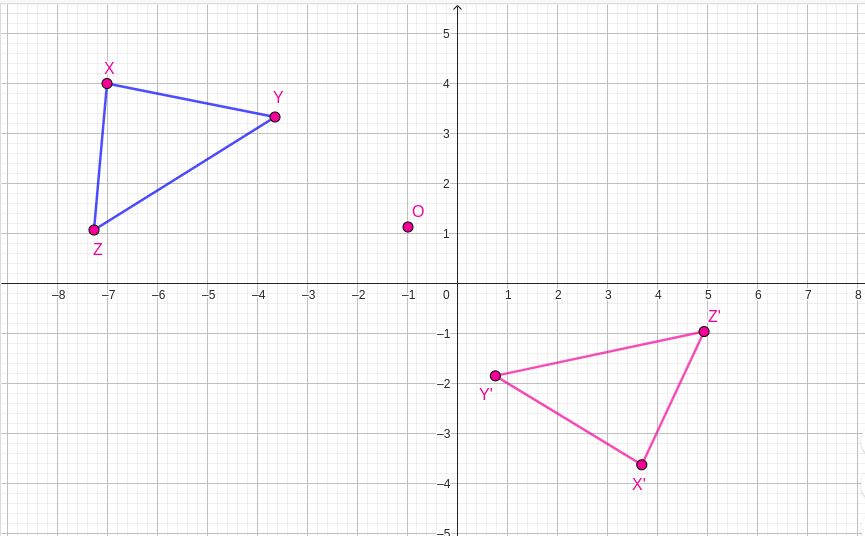 5
X
4
Y
3
2
O
1
Z
–8 –7 –6 –5 –4 –3 –2 –1 0 1 2 3 4 5 6 7 8
Z'
–1
–2
Y'
–3
X'
–4
–5